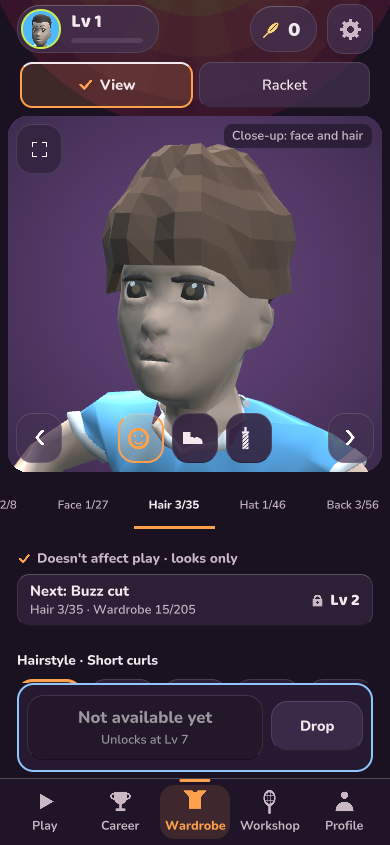 Lv 1
0
View
Racket
Close-up: face and hair
2/8
Face 1/27
Hair 3/35
Hat 1/46
Back 3/56
Doesn't affect play · looks only
Next: Buzz cut
Hair 3/35 · Wardrobe 15/205
Lv 2
Hairstyle · Short curls
Not available yet
Unlocks at Lv 7
Drop
Play
Career
Wardrobe
Workshop
Profile